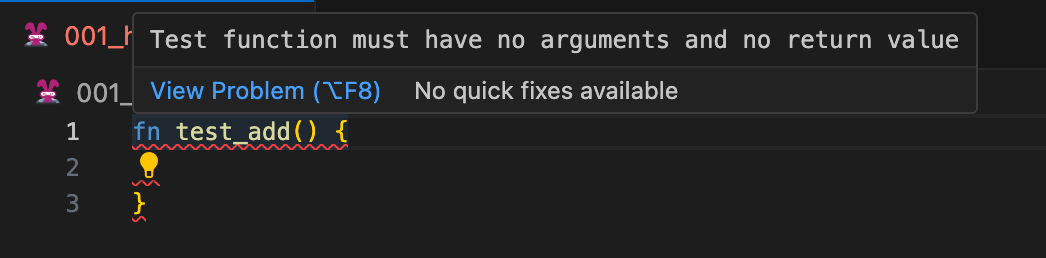 001_h
Test function must have no arguments and no return value
001_
View Problem (⌥F8) No quick fixes available
1 fn test_add() {
2
3 }